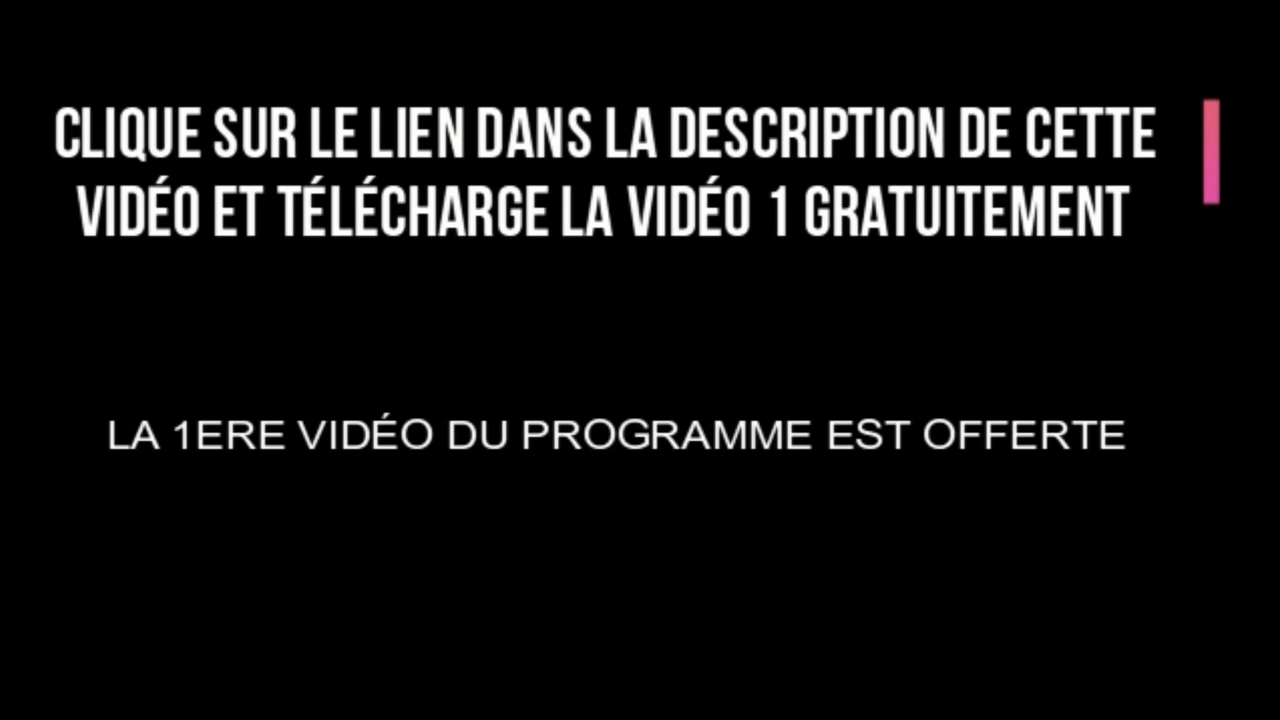 CLIQUE SUR LE LIEN DANS LA DESCRIPTION DE CETTE
VIDÉO ET TÉLÉCHARGE LA VIDÉO 1 GRATUITEMENT
LA 1ERE VIDÉO DU PROGRAMME EST OFFERTE